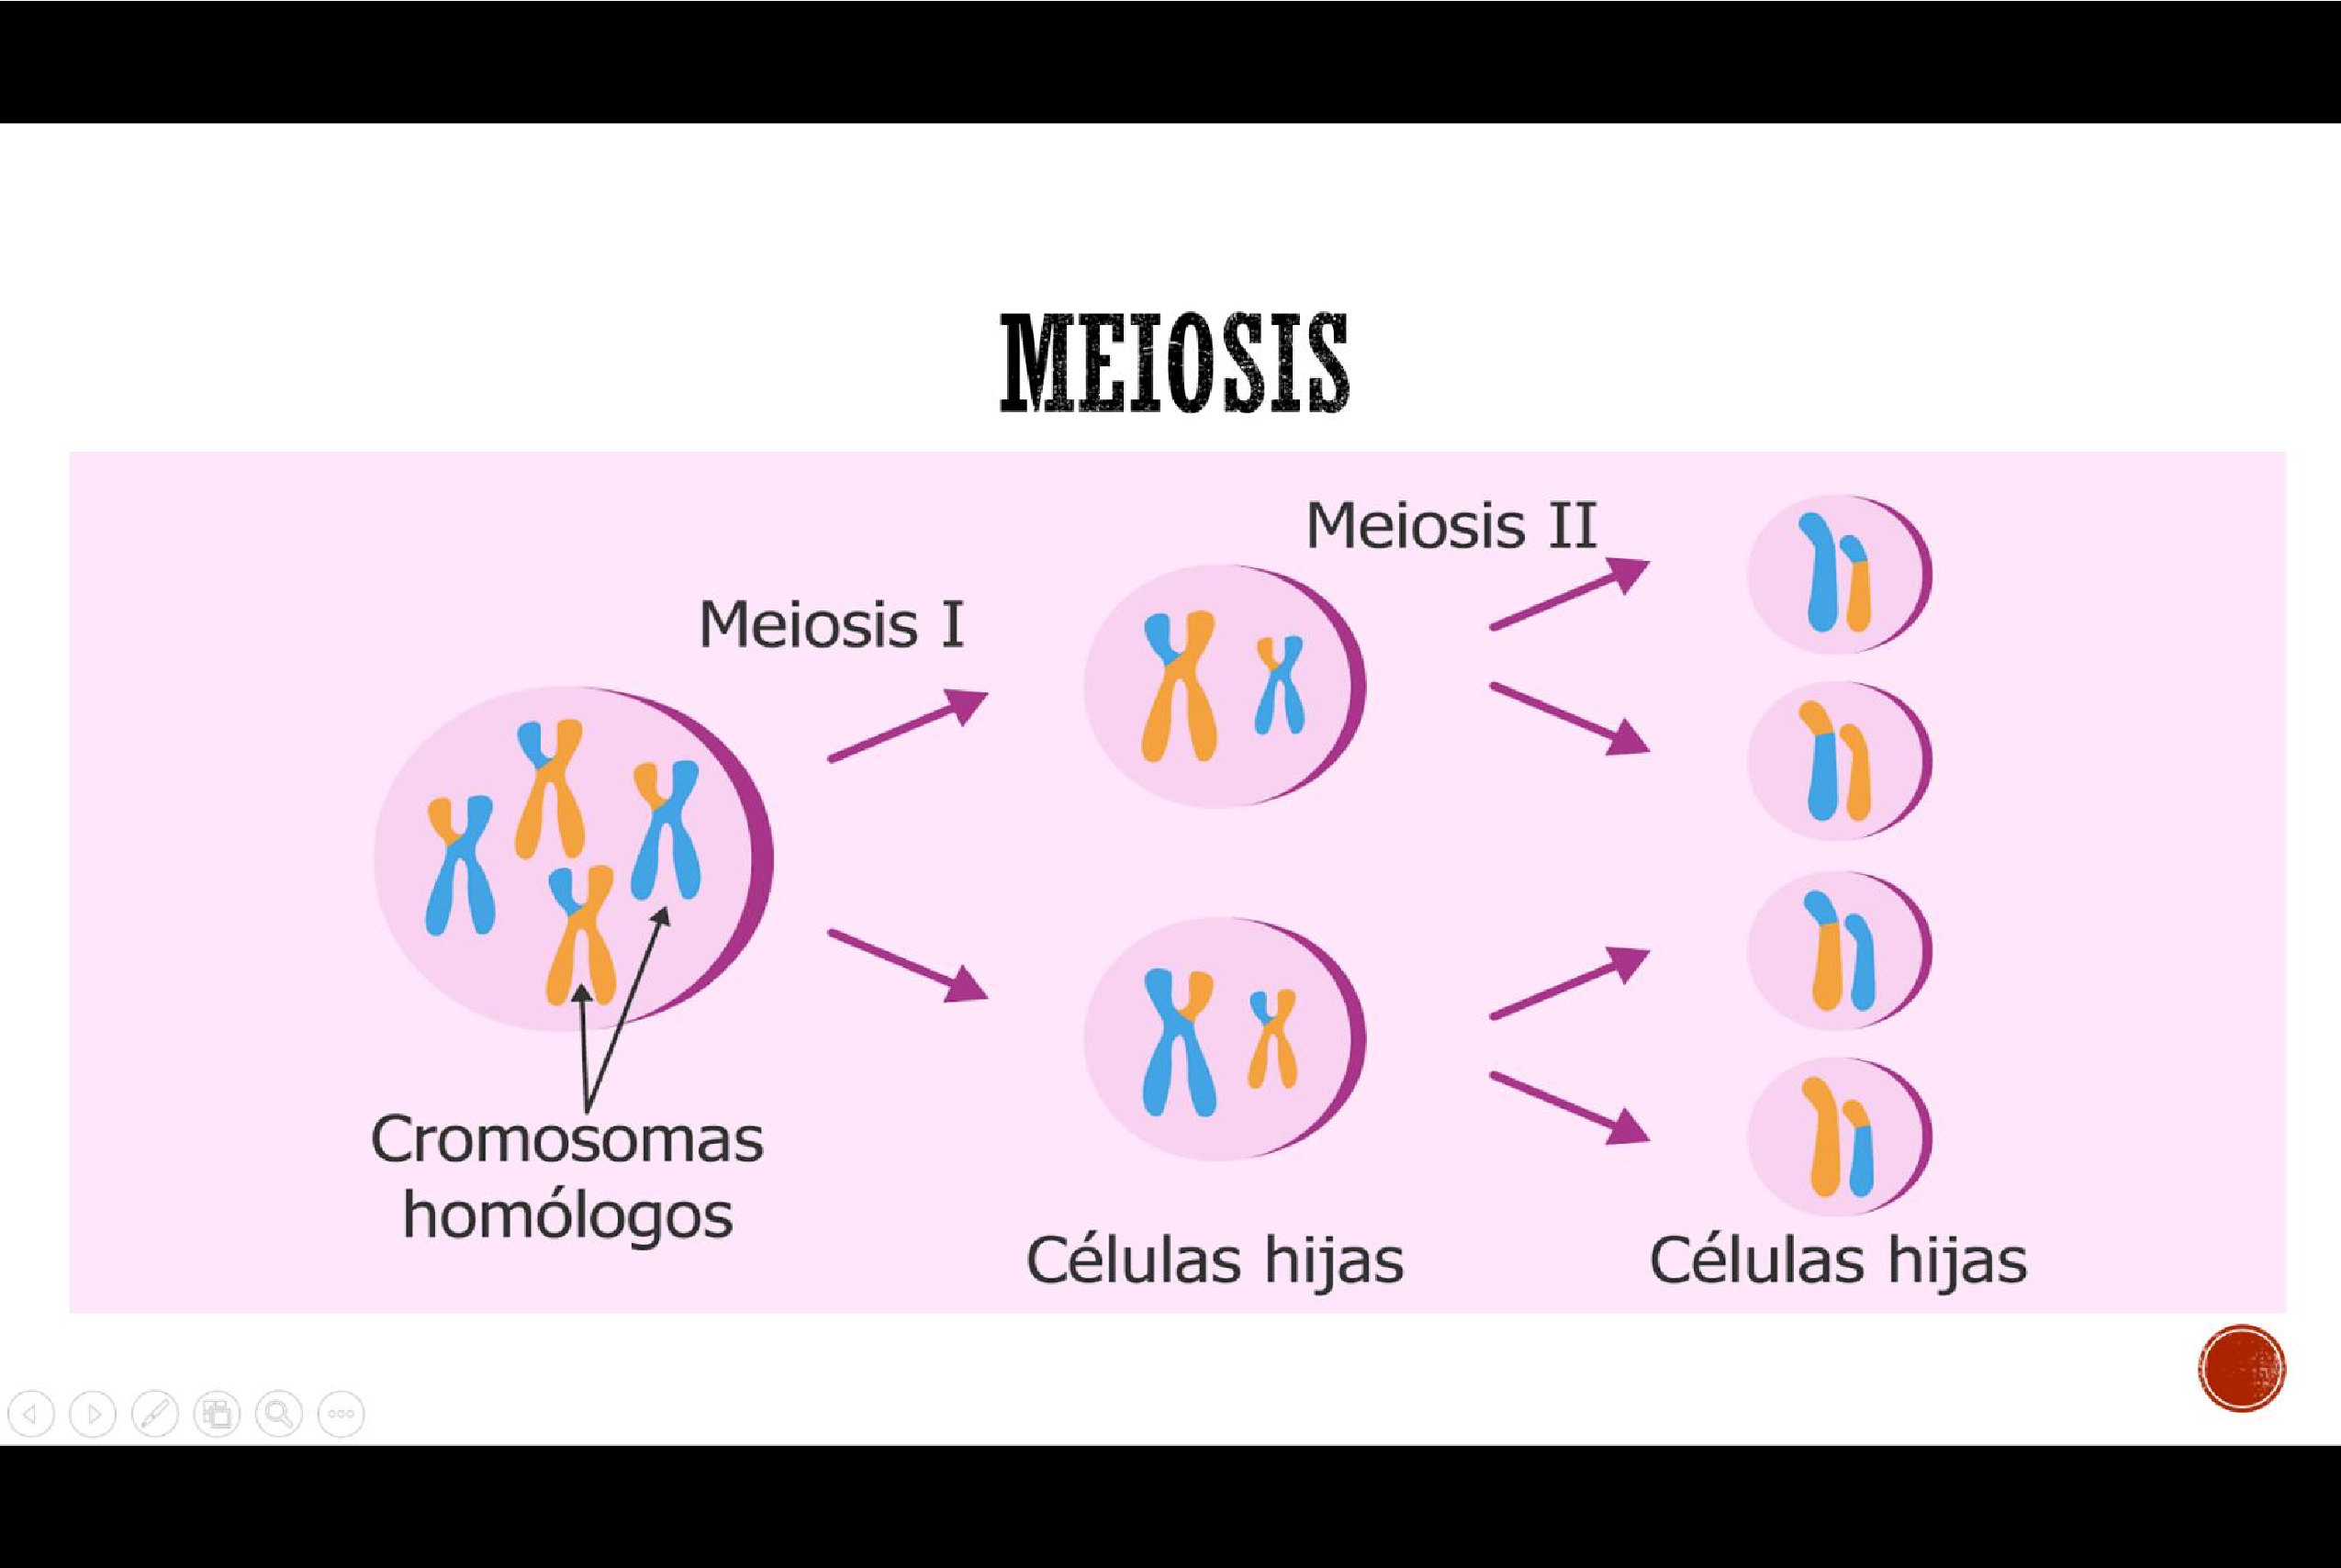 MEIOSIS
Meiosis II
Meiosis I
Cromosomas
homólogos
Células hijas
Células hijas